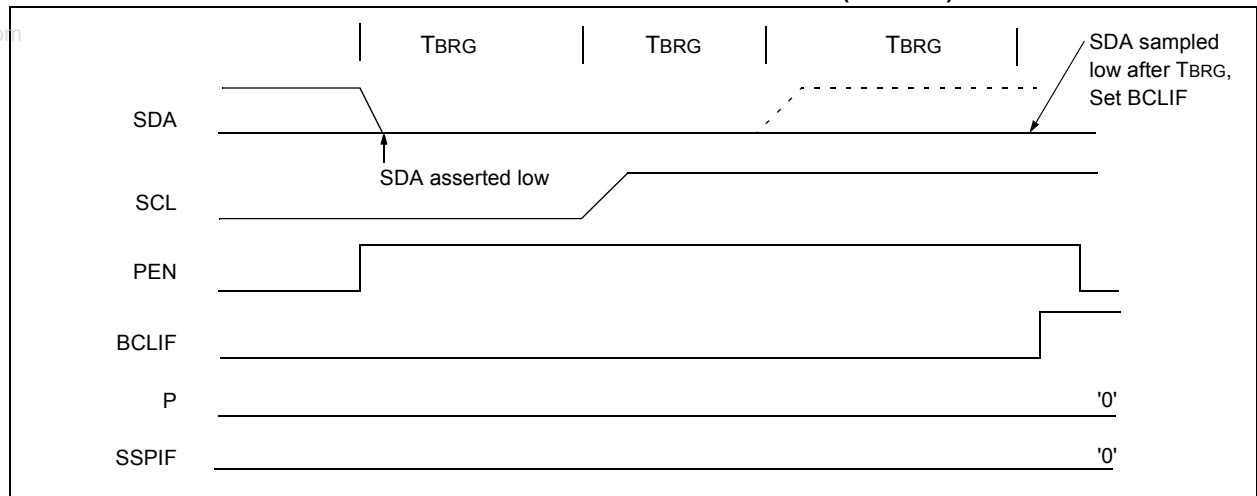 om
TBRG TBRG TBRG
SDA sampled
low after TBRG,
Set BCLIF
SDA
SDA asserted low
SCL
PEN
BCLIF
P '0'
SSPIF '0'